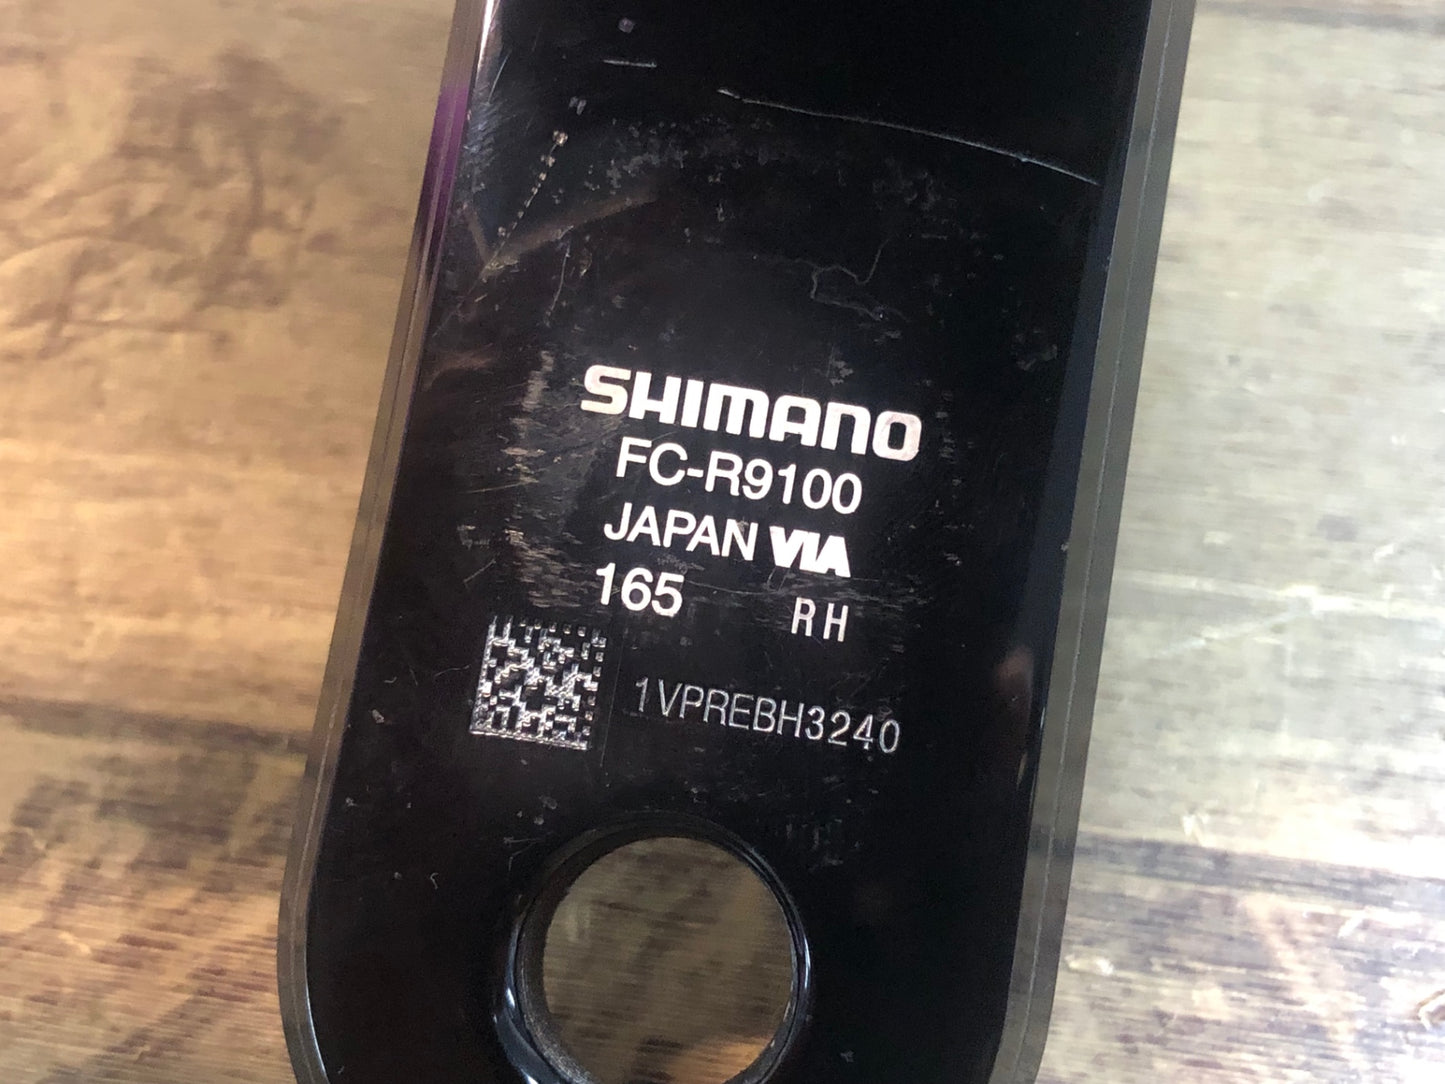 SHIMANO
FC-R9100
JAPAN VIA
165 RH
1VPREBH3240